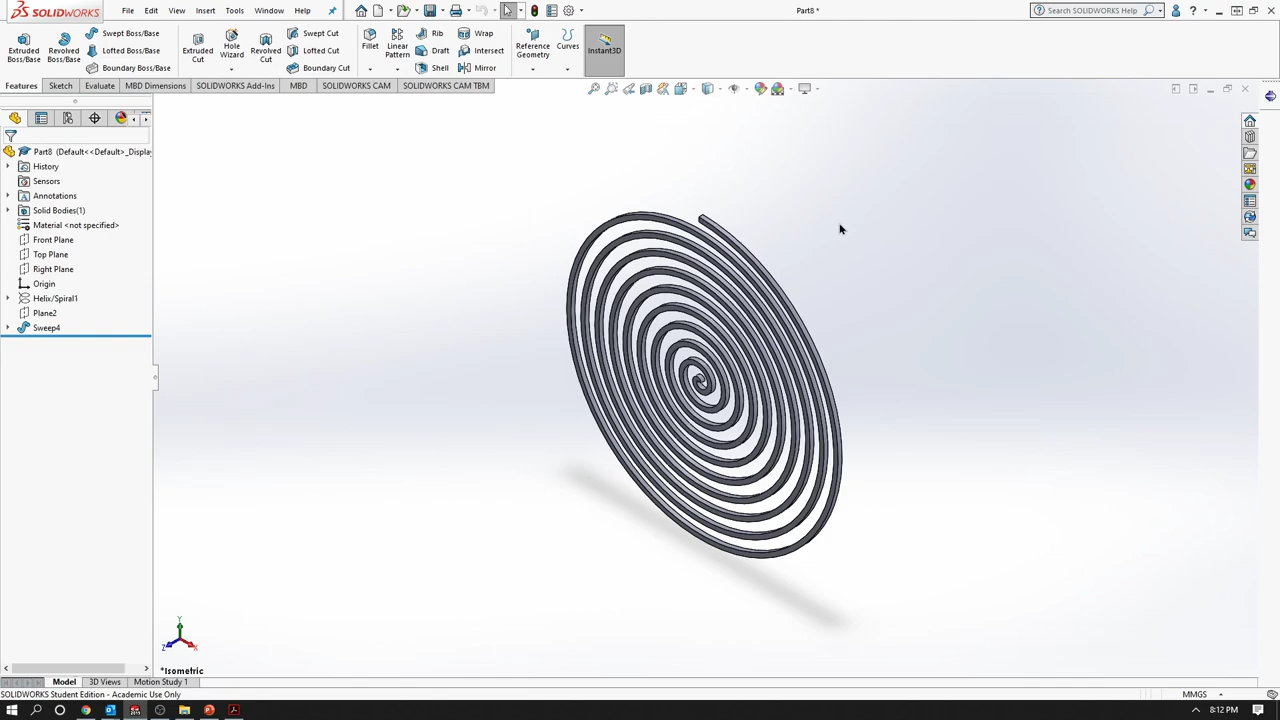 SOLIDWORKS File Edit View Insert Tools Window Help Part8 * Search SOLIDWORKS Help
Extruded Boss/Base
Revolved Boss/Base
Swept Boss/Base
Lofted Boss/Base
Boundary Boss/Base
Extruded Cut
Hole Wizard
Revolved Cut
Swept Cut
Lofted Cut
Boundary Cut
Fillet
Linear Pattern
Rib
Draft
Shell
Wrap
Intersect
Mirror
Reference Geometry
Curves
Instant3D
Features Sketch Evaluate MBD Dimensions SOLIDWORKS Add-Ins MBD SOLIDWORKS CAM SOLIDWORKS CAM TBM
Part8 (Default<<Default>_Display
History
Sensors
Annotations
Solid Bodies(1)
Material <not specified>
Front Plane
Top Plane
Right Plane
Origin
Helix/Spiral1
Plane2
Sweep4
Y
Z X
*Isometric
Model 3D Views Motion Study 1
SOLIDWORKS Student Edition - Academic Use Only MMGS
8:12 PM